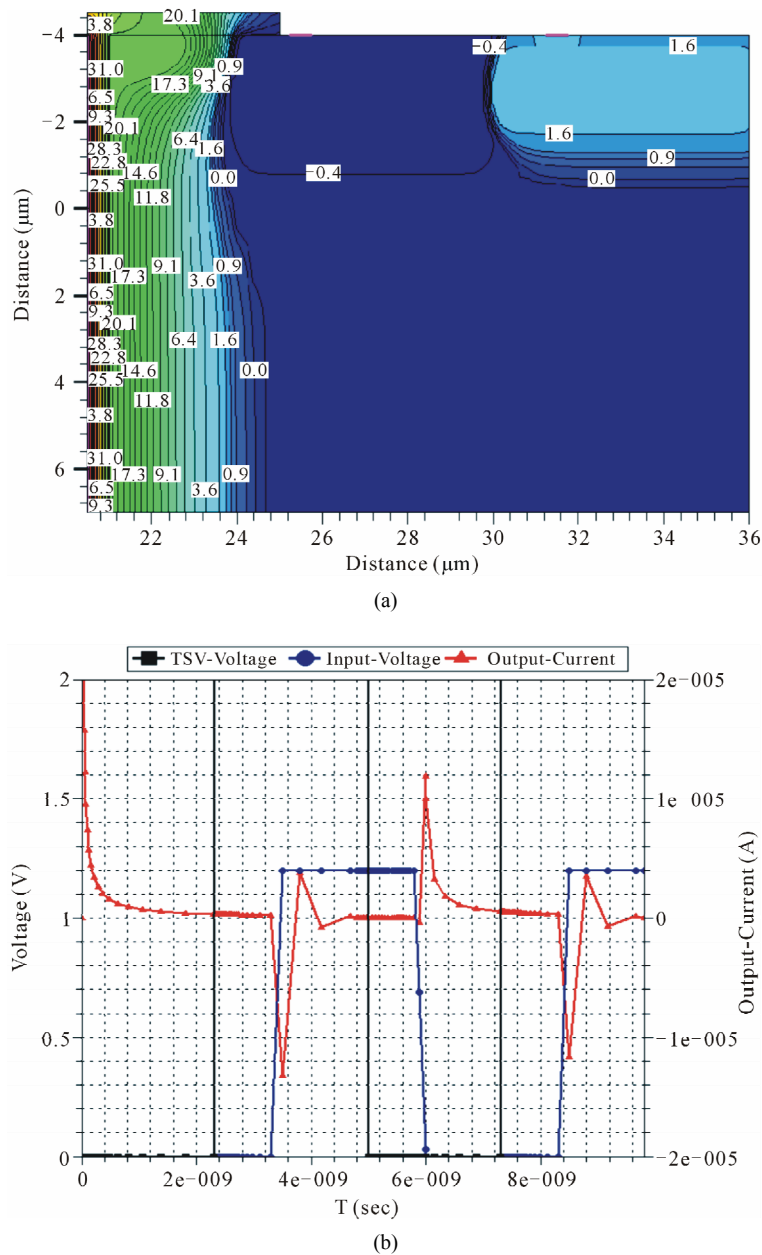 3.8 20.1
−4 −0.4 1.6
31.0 9.1 0.9
6.5 17.3 3.6
9.3
−2 20.1 6.4 1.6
28.3 1.6
22.8 14.6 0.0 −0.4 0.9
25.5 11.8 0.0
0
3.8
31.0 9.1 0.9
17.3 3.6
2 6.5
9.3
20.1
28.3 6.4 1.6
22.8
14.6 0.0
4 25.5
11.8
3.8
31.0
6 17.3 9.1 0.9
6.5 3.6
9.3
Distance (µm)
22 24 26 28 30 32 34 36
Distance (µm)
(a)
TSV-Voltage Input-Voltage Output-Current
2 2e−005
1.5 1e−005
1 0
0.5 −1e−005
0 −2e−005
Voltage (V)
Output-Current (A)
0 2e−009 4e−009 6e−009 8e−009
T (sec)
(b)